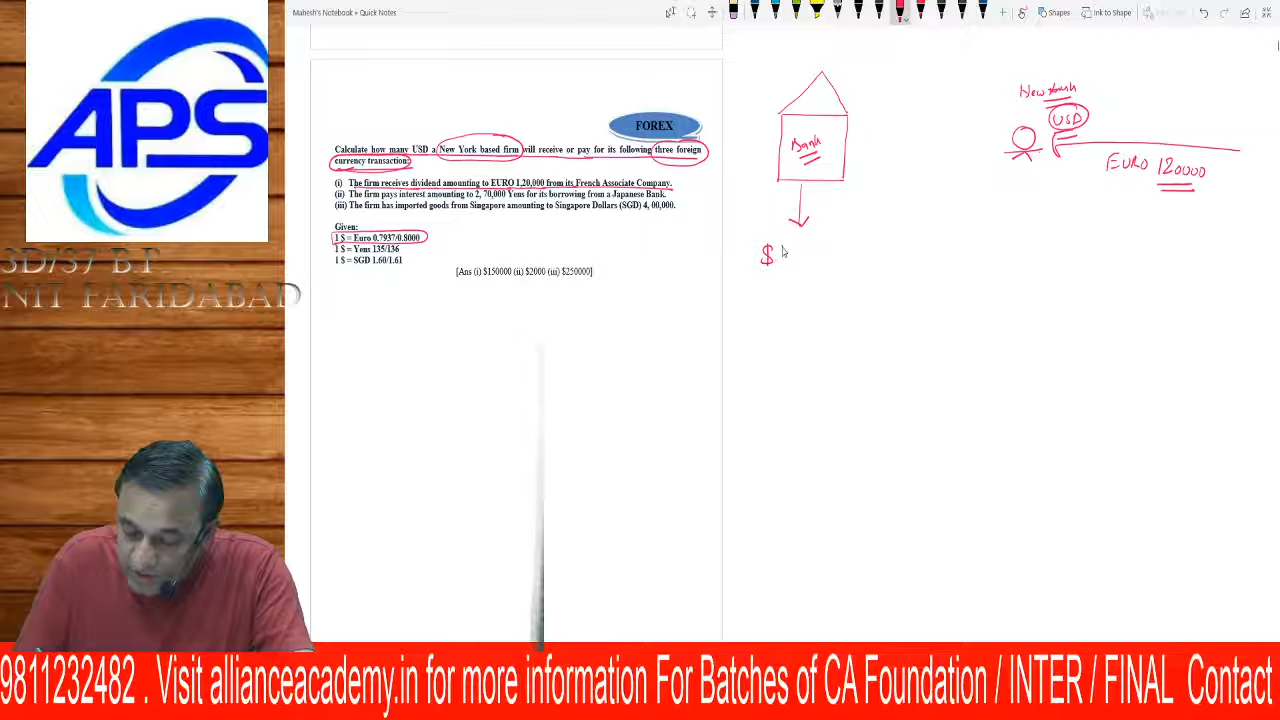 Mahesh's Notebook » Quick Notes
Shapes
Ink to Shape
APS
3D/37 B.P.
NIT FARIDABAD
FOREX
Calculate how many USD a New York based firm will receive or pay for its following three foreign
currency transaction:
(i) The firm receives dividend amounting to EURO 1,20,000 from its French Associate Company.
(ii) The firm pays interest amounting to 2, 70,000 Yens for its borrowing from a Japanese Bank.
(iii) The firm has imported goods from Singapore amounting to Singapore Dollars (SGD) 4, 00,000.
Given:
1 $ = Euro 0.7937/0.8000
1 $ = Yens 135/136
1 $ = SGD 1.60/1.61
[Ans (i) $150000 (ii) $2000 (iii) $250000]
Bank
$
New
USD
EURO 120000
9811232482 . Visit allianceacademy.in for more information For Batches of CA Foundation / INTER / FINAL Contact